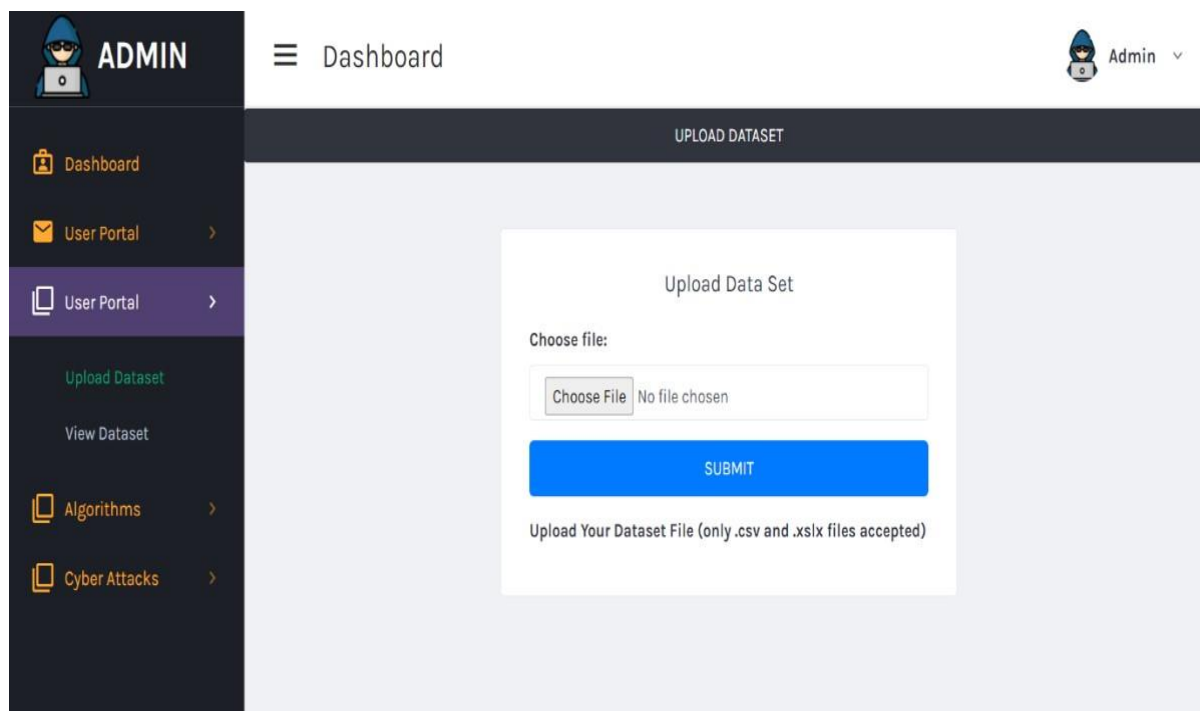 ADMIN
Dashboard
Admin
UPLOAD DATASET
Dashboard
User Portal
User Portal
Upload Dataset
View Dataset
Algorithms
Cyber Attacks
Upload Data Set
Choose file:
Choose File No file chosen
SUBMIT
Upload Your Dataset File (only .csv and .xslx files accepted)